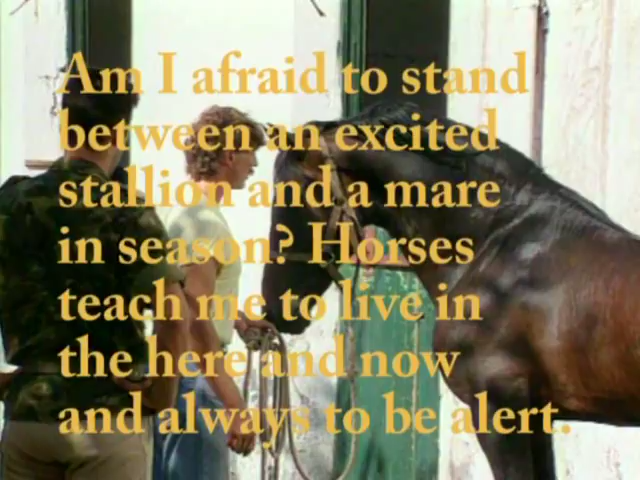 Am I afraid to stand
between an excited
stallion and a mare
in season? Horses
teach me to live in
the here and now
and always to be alert.